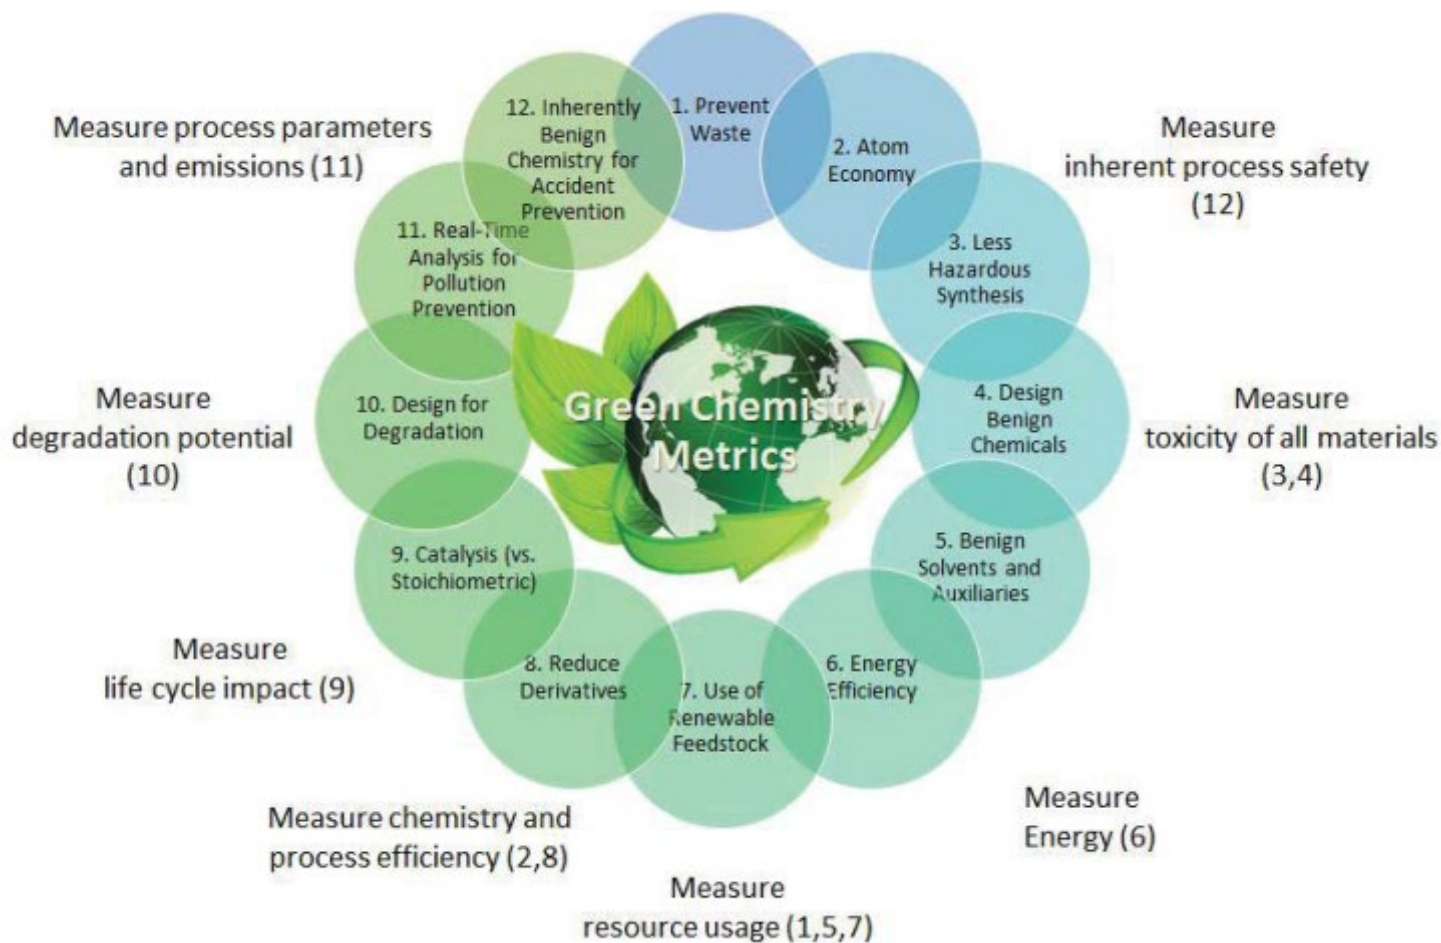 1. Prevent
Waste
2. Atom
Economy
3. Less
Hazardous
Synthesis
4. Design
Benign
Chemicals
5. Benign
Solvents and
Auxiliaries
6. Energy
Efficiency
7. Use of
Renewable
Feedstock
8. Reduce
Derivatives
9. Catalysis (vs.
Stoichiometric)
10. Design for
Degradation
11. Real-Time
Analysis for
Pollution
Prevention
12. Inherently
Benign
Chemistry for
Accident
Prevention
Green Chemistry
Metrics
Measure
inherent process safety
(12)
Measure
toxicity of all materials
(3,4)
Measure
Energy (6)
Measure
resource usage (1,5,7)
Measure chemistry and
process efficiency (2,8)
Measure
life cycle impact (9)
Measure
degradation potential
(10)
Measure process parameters
and emissions (11)